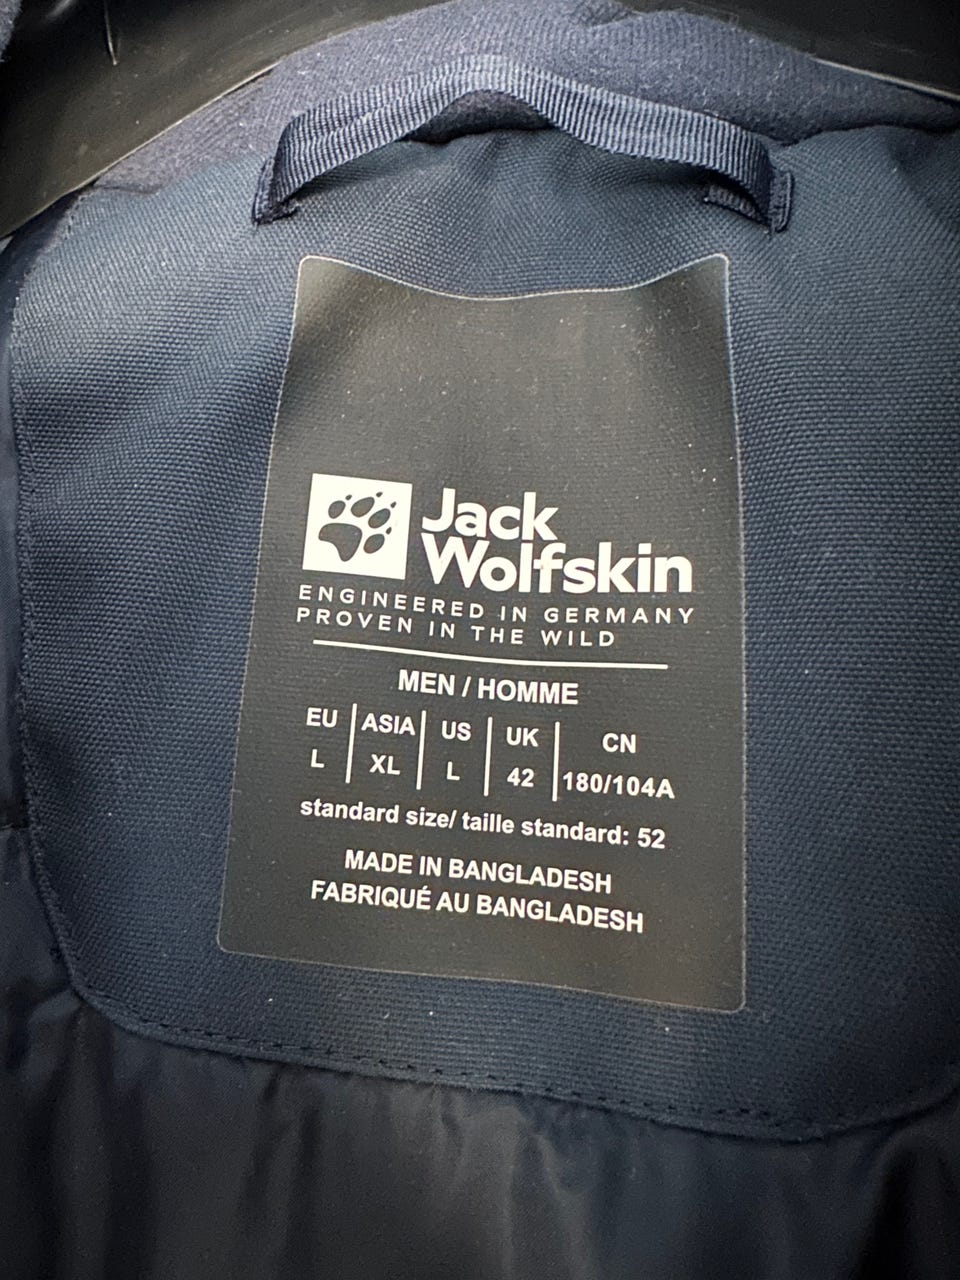 Jack
Wolfskin
ENGINEERED IN GERMANY
PROVEN IN THE WILD
MEN / HOMME
EU | ASIA | US | UK | CN
L | XL | L | 42 | 180/104A
standard size/ taille standard: 52
MADE IN BANGLADESH
FABRIQUÉ AU BANGLADESH